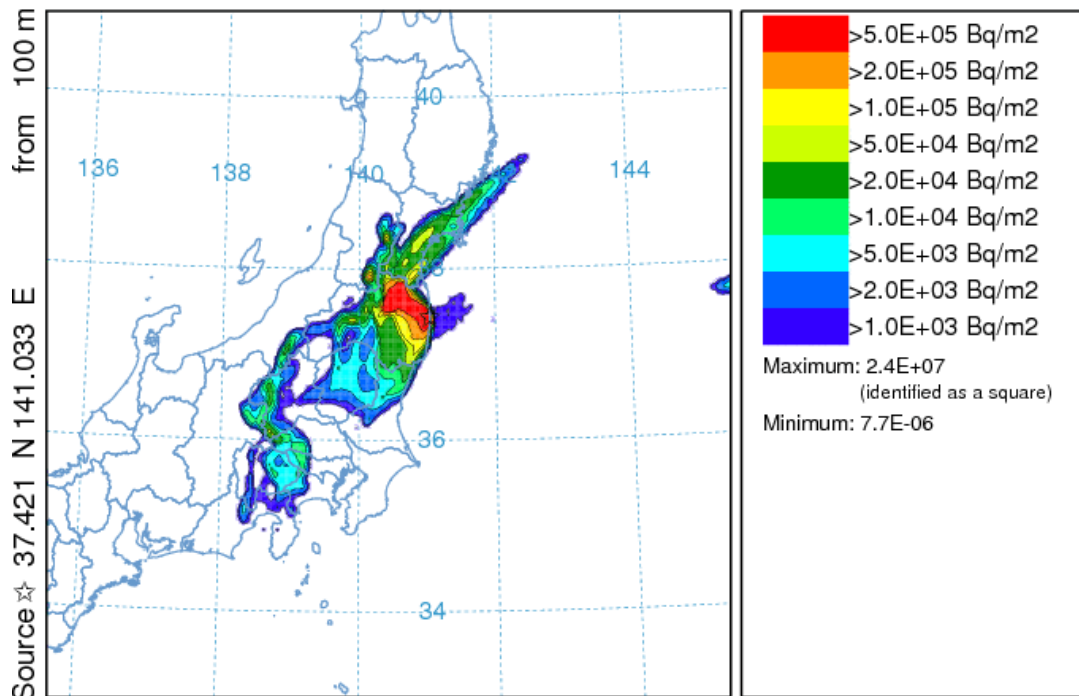 Source☆ 37.421 N 141.033 E from 100 m
40
136
138
140
144
38
36
34
>5.0E+05 Bq/m2
>2.0E+05 Bq/m2
>1.0E+05 Bq/m2
>5.0E+04 Bq/m2
>2.0E+04 Bq/m2
>1.0E+04 Bq/m2
>5.0E+03 Bq/m2
>2.0E+03 Bq/m2
>1.0E+03 Bq/m2
Maximum: 2.4E+07
(identified as a square)
Minimum: 7.7E-06